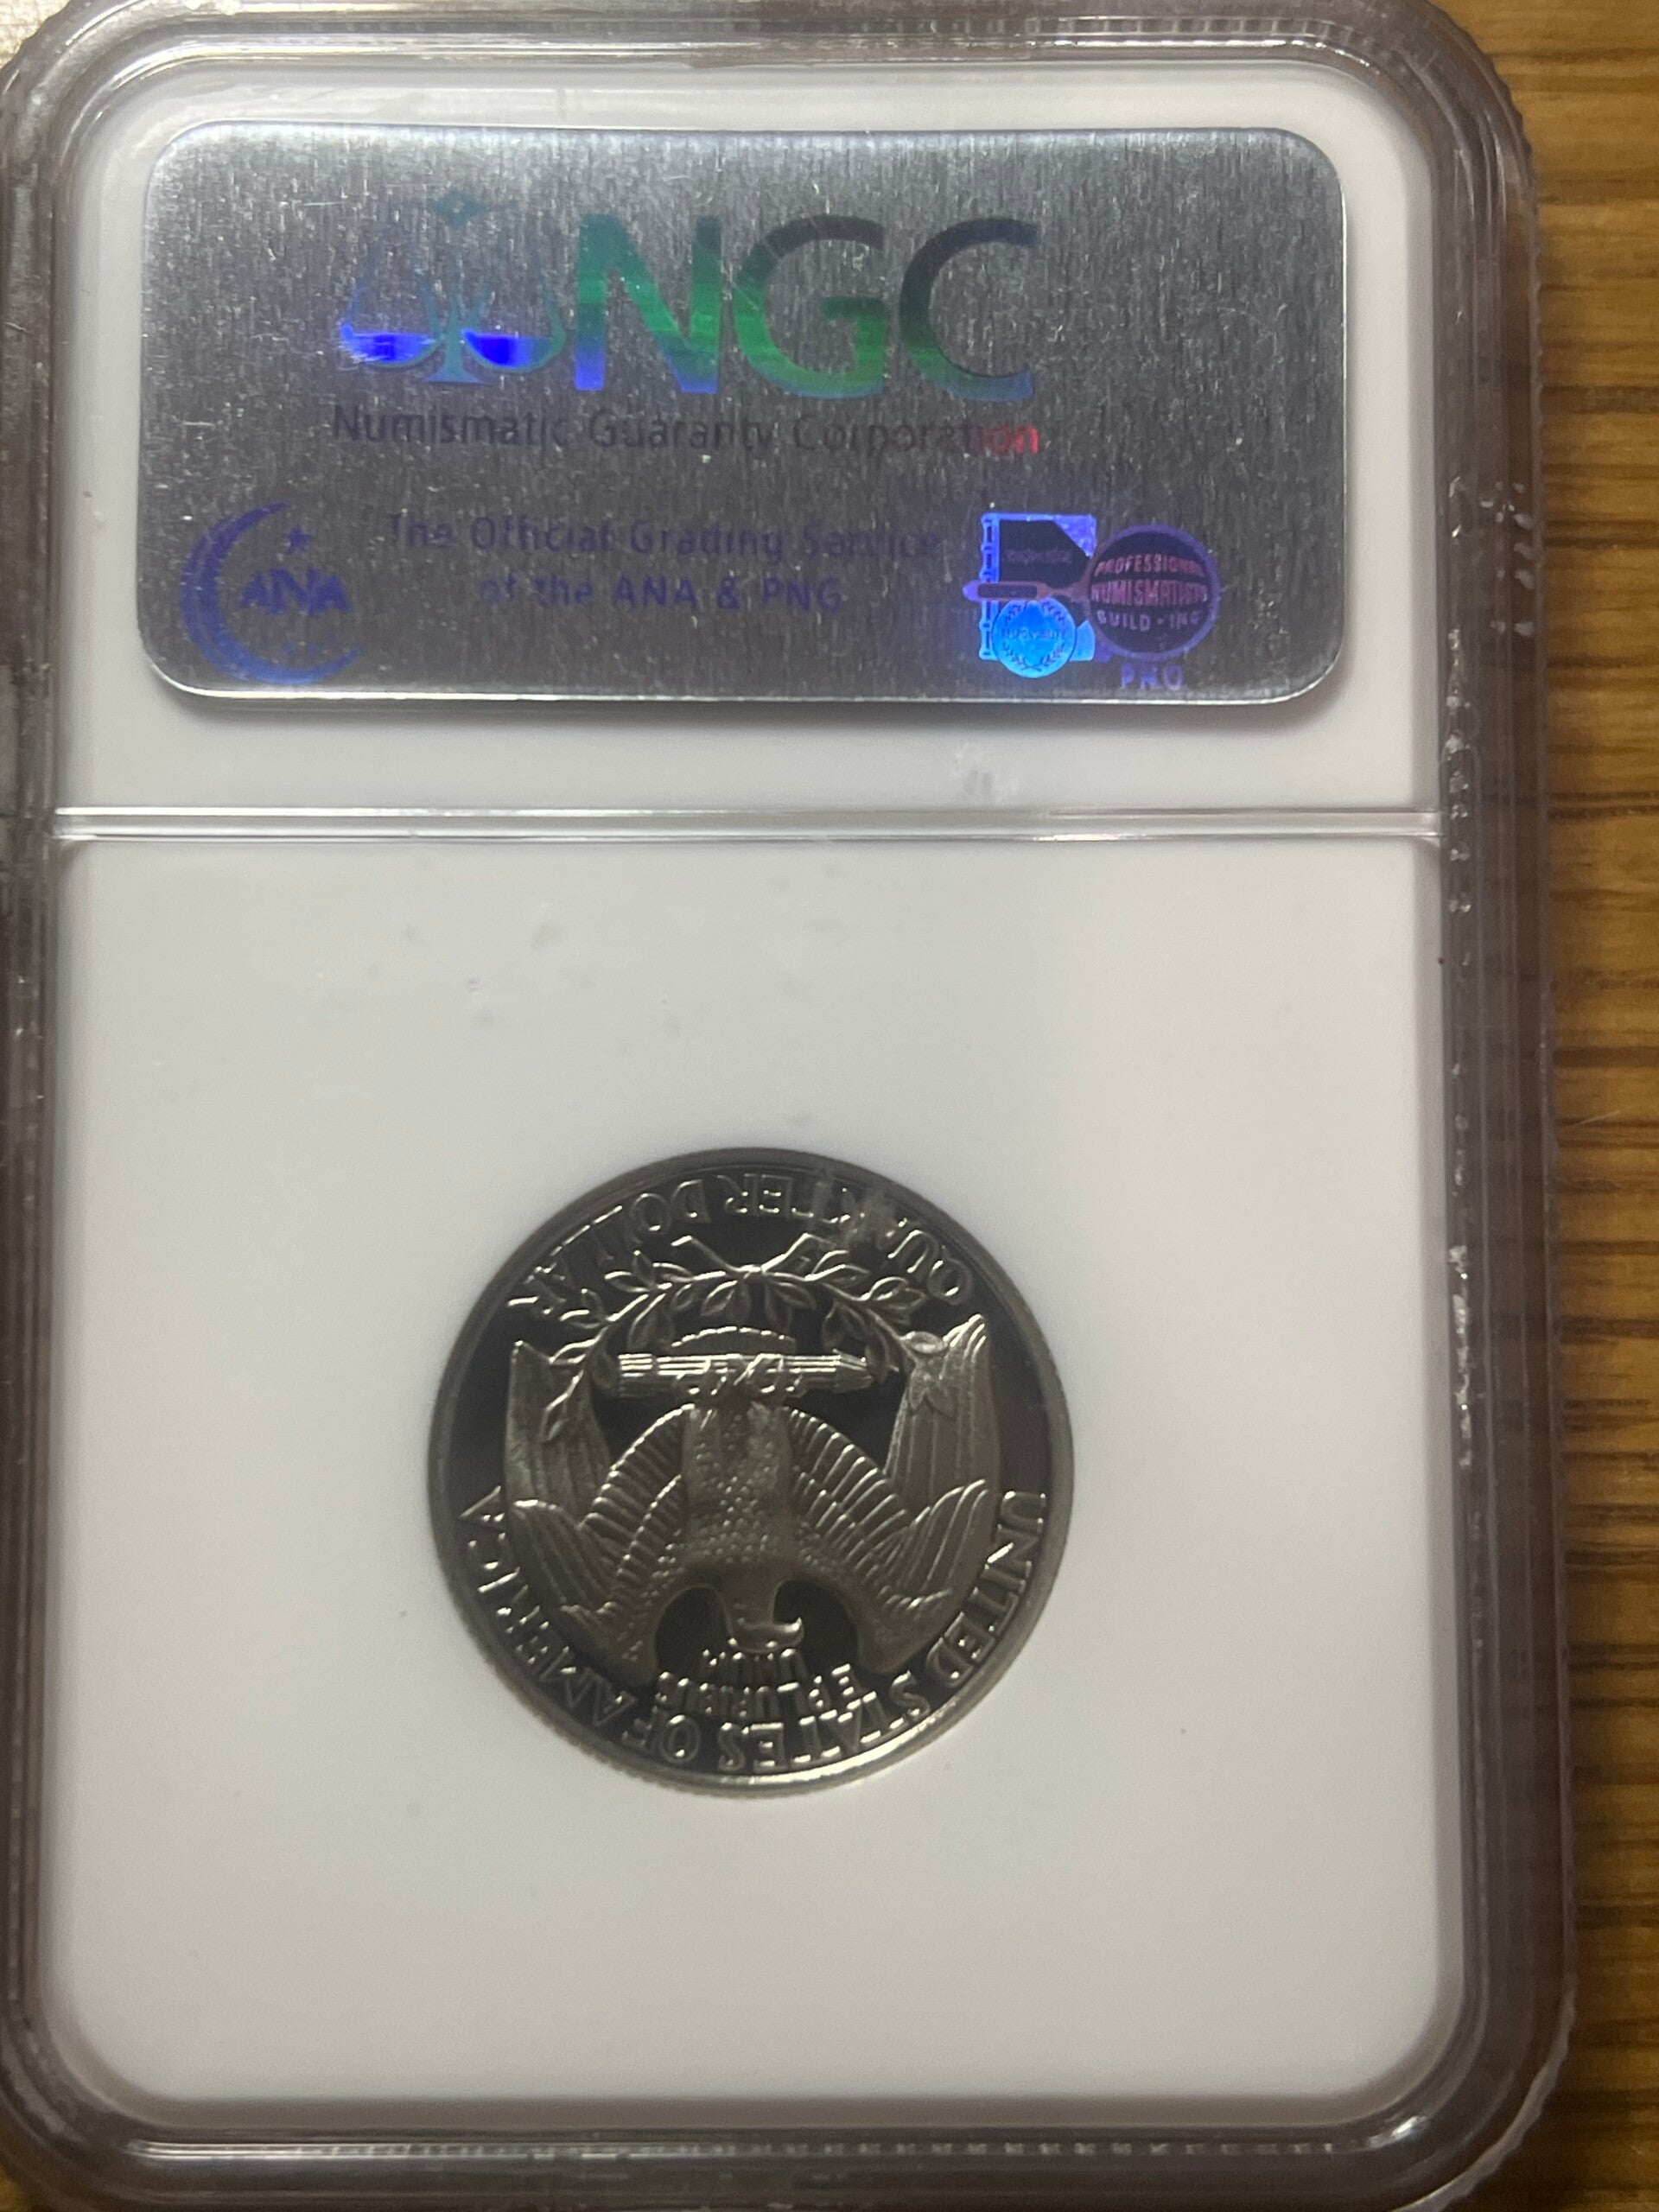 NGC
Numismatic Guaranty Corporation
ANA
The Official Grading Service
of the ANA & PNG
PROFESSIONAL
NUMISMATISTS
GUILD • INC
PNG
QUARTER DOLLAR
UNITED STATES OF AMERICA
E PLURIBUS
UNUM